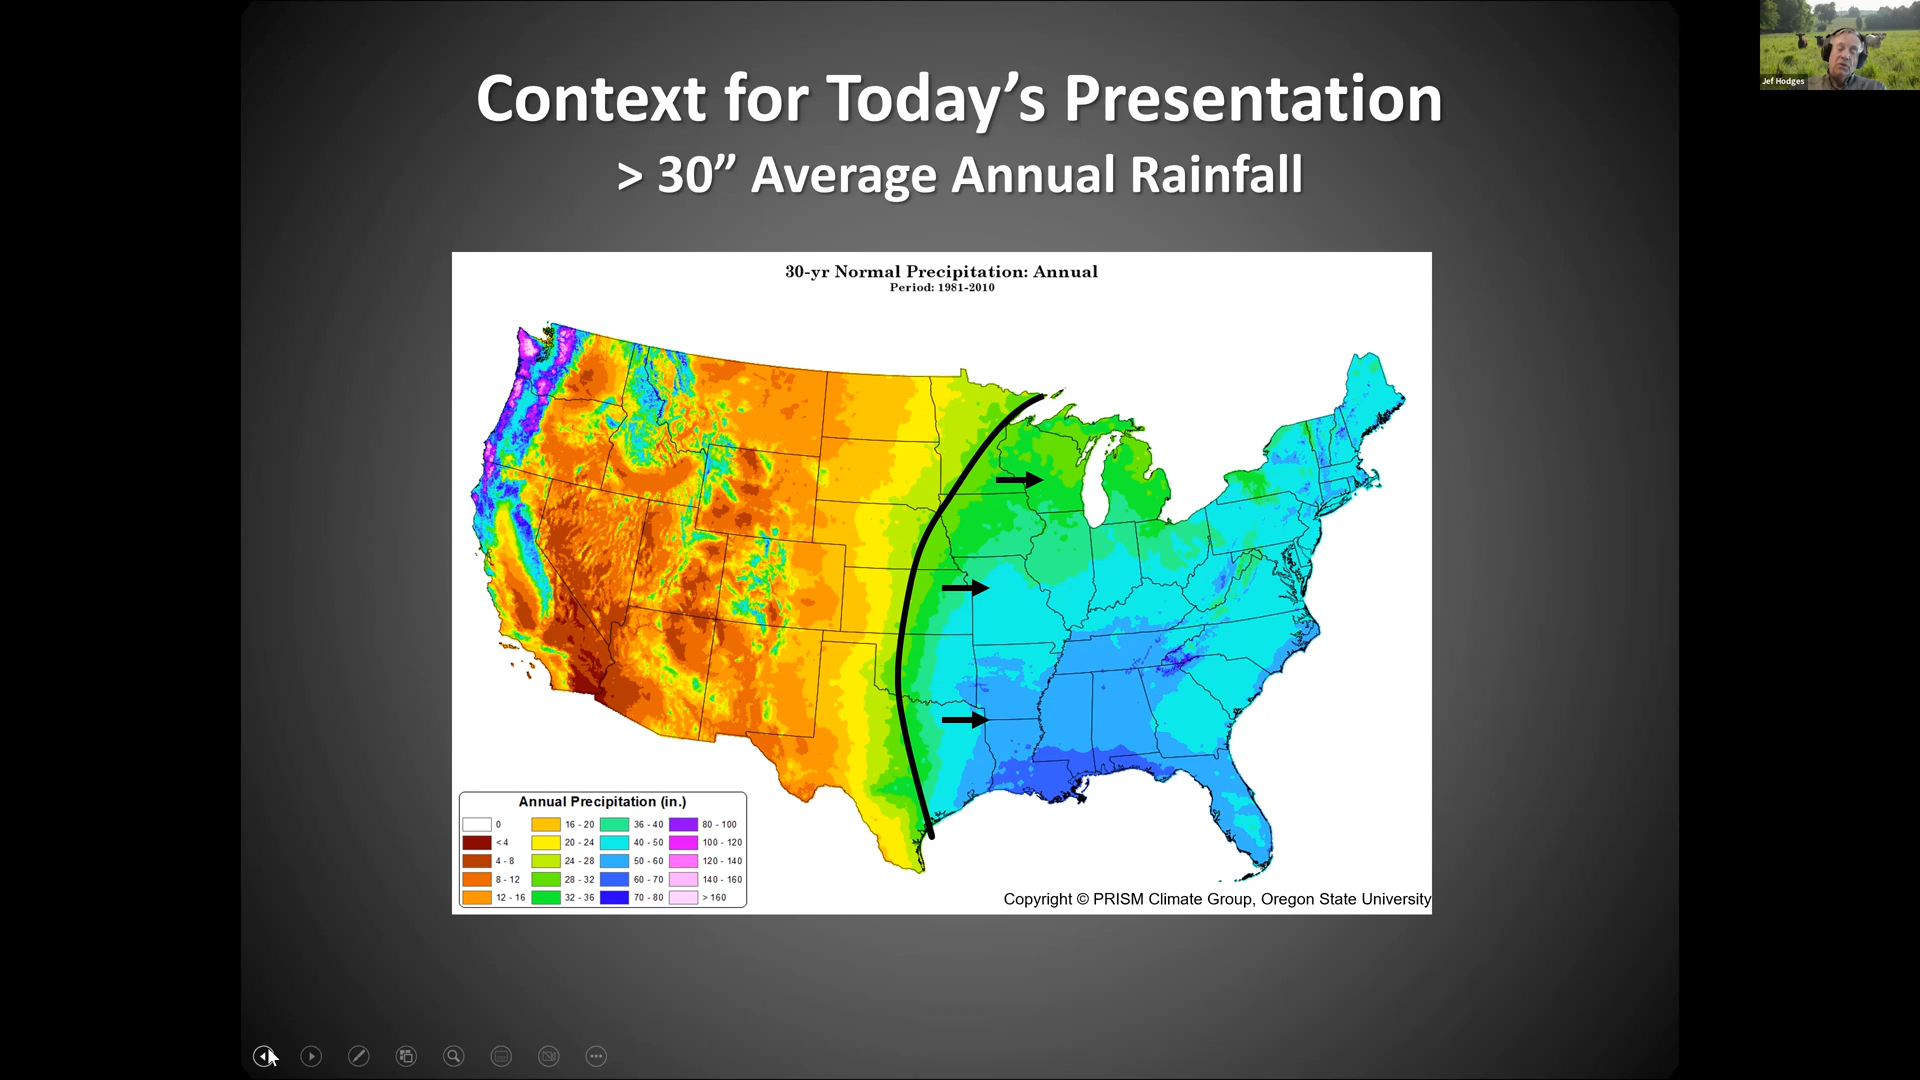 Context for Today’s Presentation
> 30” Average Annual Rainfall
Jef Hodges
30-yr Normal Precipitation: Annual
Period: 1981-2010
Annual Precipitation (in.)
0
< 4
4 - 8
8 - 12
12 - 16
16 - 20
20 - 24
24 - 28
28 - 32
32 - 36
36 - 40
40 - 50
50 - 60
60 - 70
70 - 80
80 - 100
100 - 120
120 - 140
140 - 160
> 160
Copyright © PRISM Climate Group, Oregon State University